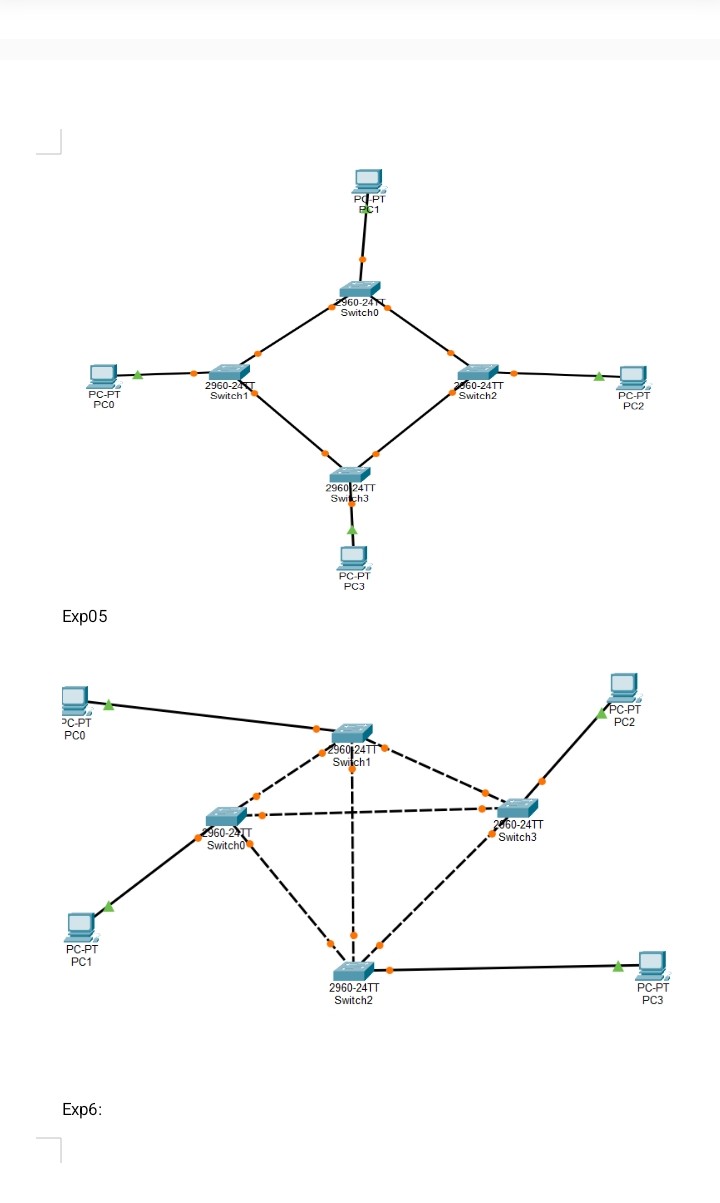 PC-PT
PC1
2960-24TT
Switch0
PC-PT
PC0
2960-24TT
Switch1
2960-24TT
Switch2
PC-PT
PC2
2960-24TT
Switch3
PC-PT
PC3
Exp05
PC-PT
PC0
2960-24TT
Switch1
PC-PT
PC2
2960-24TT
Switch0
2960-24TT
Switch3
PC-PT
PC1
2960-24TT
Switch2
PC-PT
PC3
Exp6: